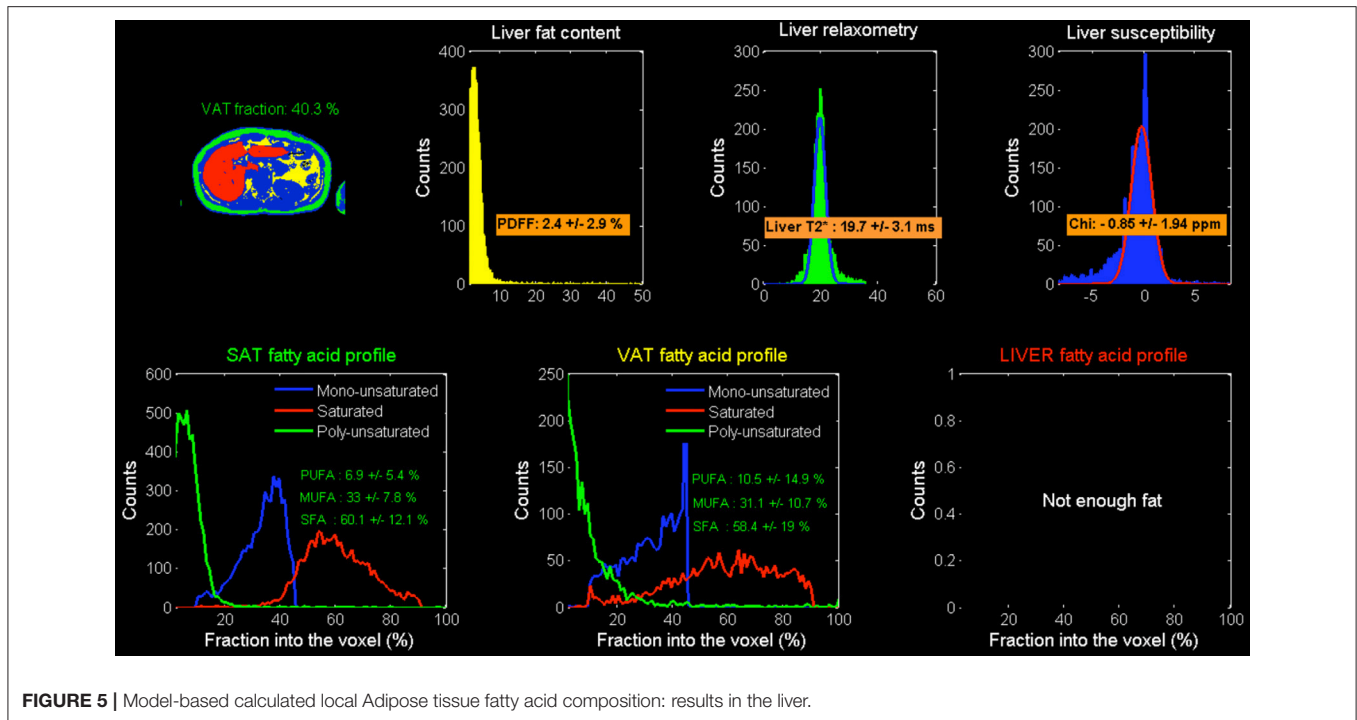 Liver fat content
Liver relaxometry
Liver susceptibility
VAT fraction: 40.3 %
400
300
200
100
0
Counts
10 20 30 40 50
PDFF: 2.4 +/- 2.9 %
300
250
200
150
100
50
0
Counts
0 20 40 60
Liver T2* : 19.7 +/- 3.1 ms
300
250
200
150
100
50
0
Counts
-5 0 5
Chi: - 0.85 +/- 1.94 ppm
SAT fatty acid profile
600
500
400
300
200
100
0
Counts
Mono-unsaturated
Saturated
Poly-unsaturated
PUFA : 6.9 +/- 5.4 %
MUFA : 33 +/- 7.8 %
SFA : 60.1 +/- 12.1 %
20 40 60 80 100
Fraction into the voxel (%)
VAT fatty acid profile
250
200
150
100
50
0
Counts
Mono-unsaturated
Saturated
Poly-unsaturated
PUFA : 10.5 +/- 14.9 %
MUFA : 31.1 +/- 10.7 %
SFA : 58.4 +/- 19 %
20 40 60 80 100
Fraction into the voxel (%)
LIVER fatty acid profile
1
0.8
0.6
0.4
0.2
0
Counts
Not enough fat
20 40 60 80 100
Fraction into the voxel (%)
FIGURE 5 | Model-based calculated local Adipose tissue fatty acid composition: results in the liver.